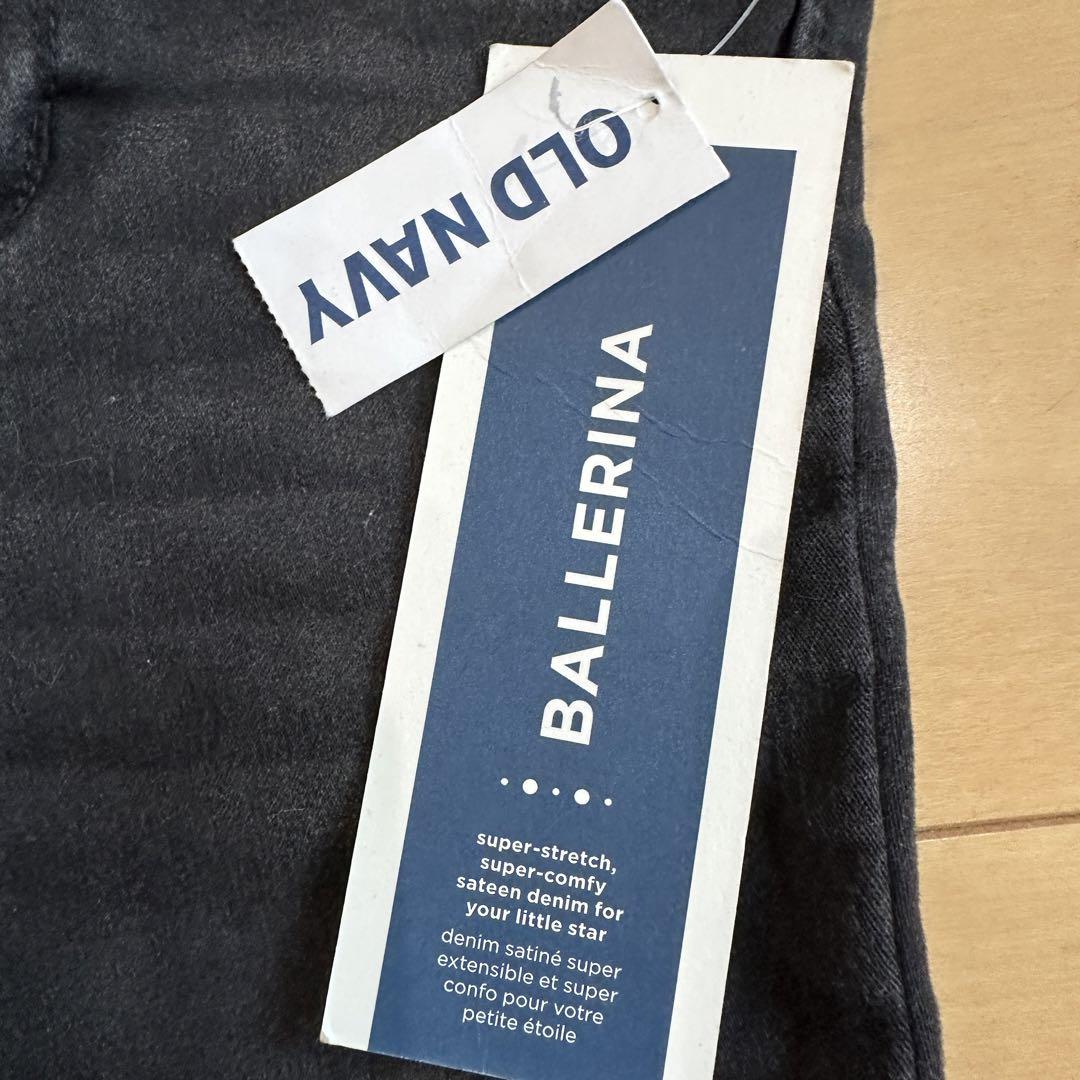 OLD NAVY
BALLERINA
super-stretch,
super-comfy
sateen denim for
your little star
denim satiné super
extensible et super
confo pour votre
petite étoile